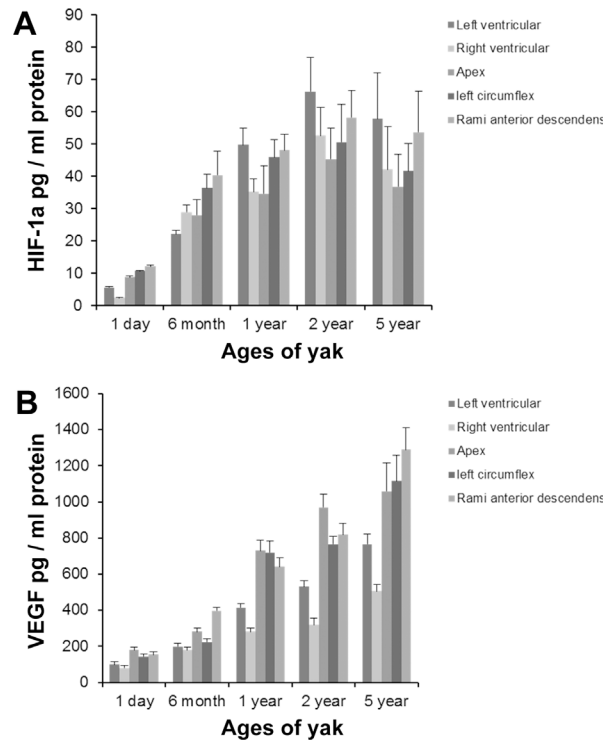 A
HIF-1a pg / ml protein
90
80
70
60
50
40
30
20
10
0
1 day 6 month 1 year 2 year 5 year
Ages of yak
Left ventricular
Right ventricular
Apex
left circumflex
Rami anterior descendens
B
VEGF pg / ml protein
1600
1400
1200
1000
800
600
400
200
0
1 day 6 month 1 year 2 year 5 year
Ages of yak
Left ventricular
Right ventricular
Apex
left circumflex
Rami anterior descendens